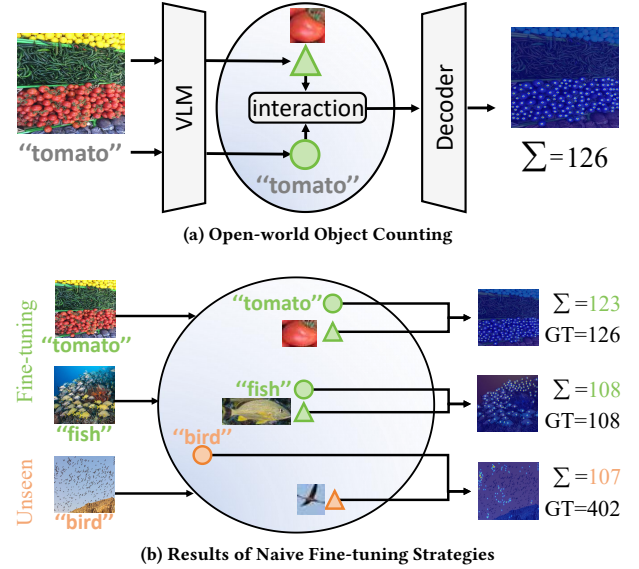 VLM
interaction
Decoder
“tomato”
“tomato”
∑=126
(a) Open-world Object Counting
Fine-tuning
“tomato”
“tomato”
∑=123
GT=126
“fish”
“fish”
∑=108
GT=108
Unseen
“bird”
“bird”
∑=107
GT=402
(b) Results of Naive Fine-tuning Strategies